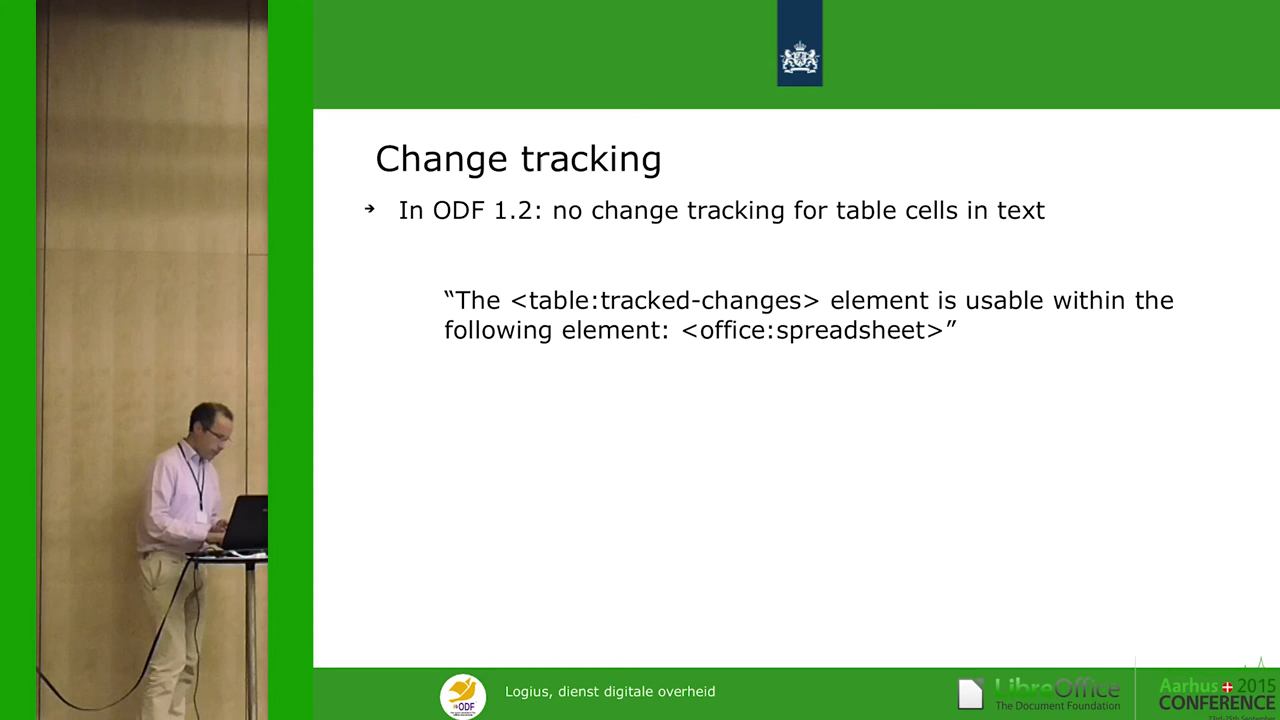 Change tracking
➔ In ODF 1.2: no change tracking for table cells in text
“The <table:tracked-changes> element is usable within the
following element: <office:spreadsheet>”
ODF
Logius, dienst digitale overheid
LibreOffice
The Document Foundation
Aarhus 2015
CONFERENCE